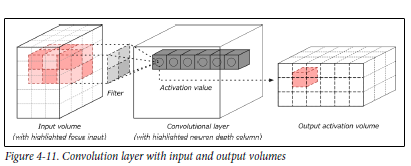 Filter
Activation value
Input volume
(with highlighted focus input)
Convolutional layer
(with highlighted neuron depth column)
Output activation volume
Figure 4-11. Convolution layer with input and output volumes